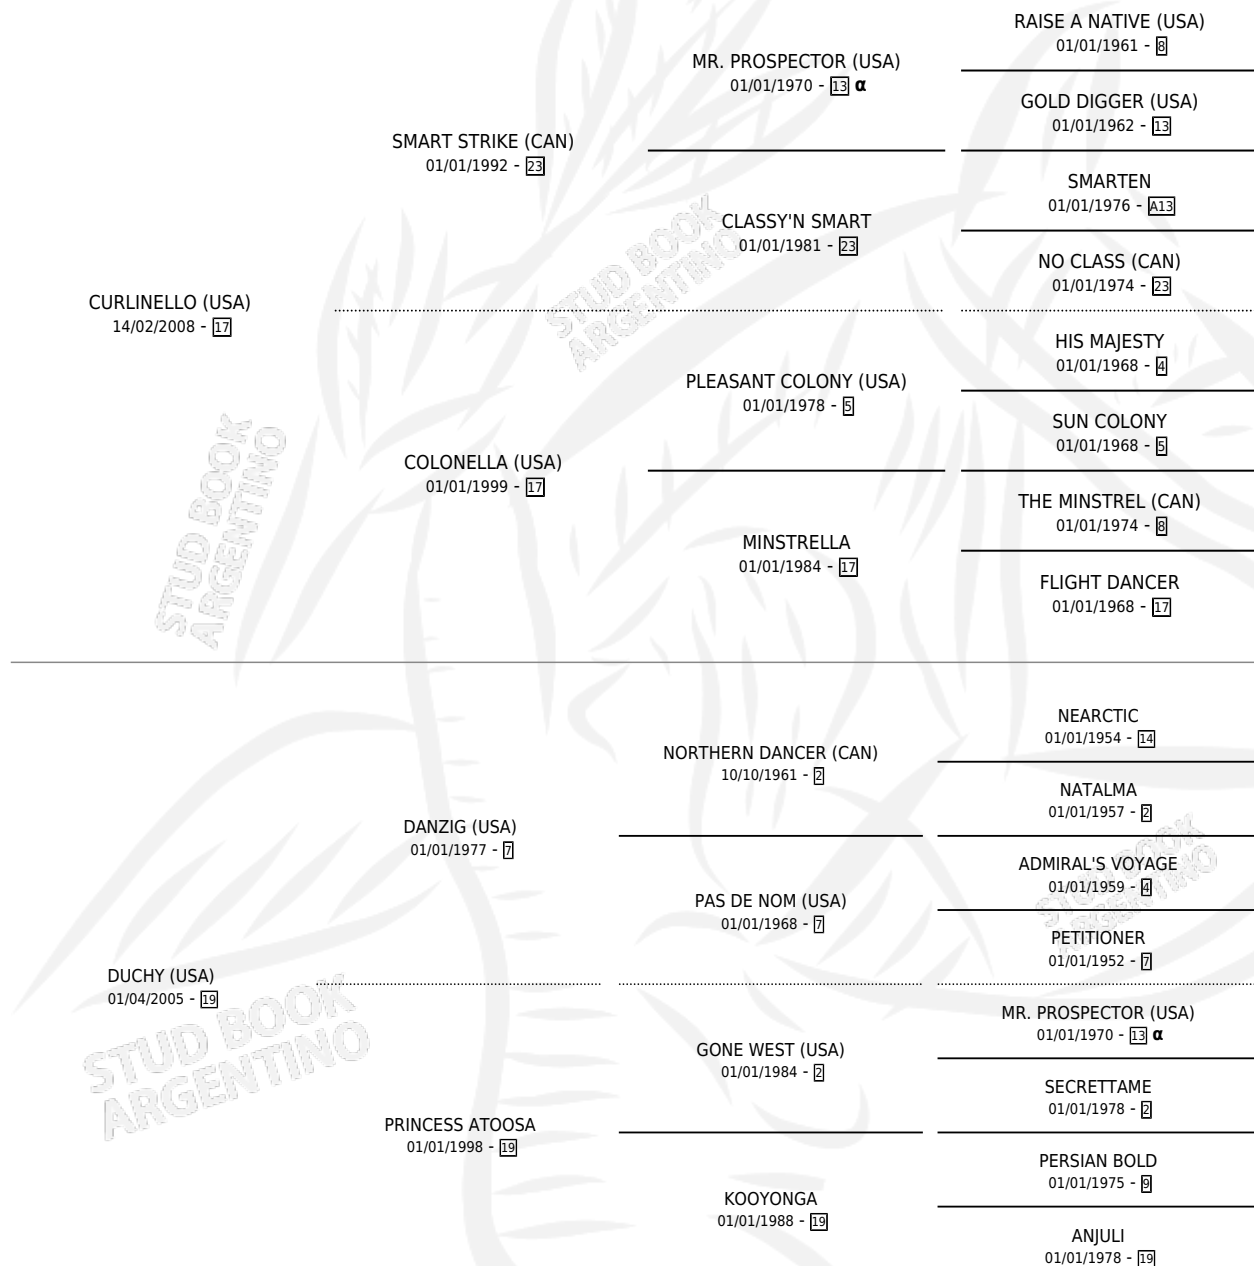 RAISE A NATIVE (USA)
01/01/1961 - 8
MR. PROSPECTOR (USA)
01/01/1970 - 13 α
GOLD DIGGER (USA)
01/01/1962 - 13
SMART STRIKE (CAN)
01/01/1992 - 23
SMARTEN
01/01/1976 - A13
CLASSY'N SMART
01/01/1981 - 23
NO CLASS (CAN)
01/01/1974 - 23
CURLINELLO (USA)
14/02/2008 - 17
STUD BOOK
ARGENTINO
HIS MAJESTY
01/01/1968 - 4
PLEASANT COLONY (USA)
01/01/1978 - 5
SUN COLONY
01/01/1968 - 5
COLONELLA (USA)
01/01/1999 - 17
STUD BOOK
ARGENTINO
THE MINSTREL (CAN)
01/01/1974 - 8
MINSTRELLA
01/01/1984 - 17
FLIGHT DANCER
01/01/1968 - 17
NEARCTIC
01/01/1954 - 14
NORTHERN DANCER (CAN)
10/10/1961 - 2
NATALMA
01/01/1957 - 2
DANZIG (USA)
01/01/1977 - 7
ADMIRAL'S VOYAGE
01/01/1959 - 4
STUD BOOK
ARGENTINO
PAS DE NOM (USA)
01/01/1968 - 7
PETITIONER
01/01/1952 - 7
DUCHY (USA)
01/04/2005 - 19
STUD BOOK
ARGENTINO
MR. PROSPECTOR (USA)
01/01/1970 - 13 α
GONE WEST (USA)
01/01/1984 - 2
SECRETTAME
01/01/1978 - 2
PRINCESS ATOOSA
01/01/1998 - 19
PERSIAN BOLD
01/01/1975 - 9
KOOYONGA
01/01/1988 - 19
ANJULI
01/01/1978 - 19